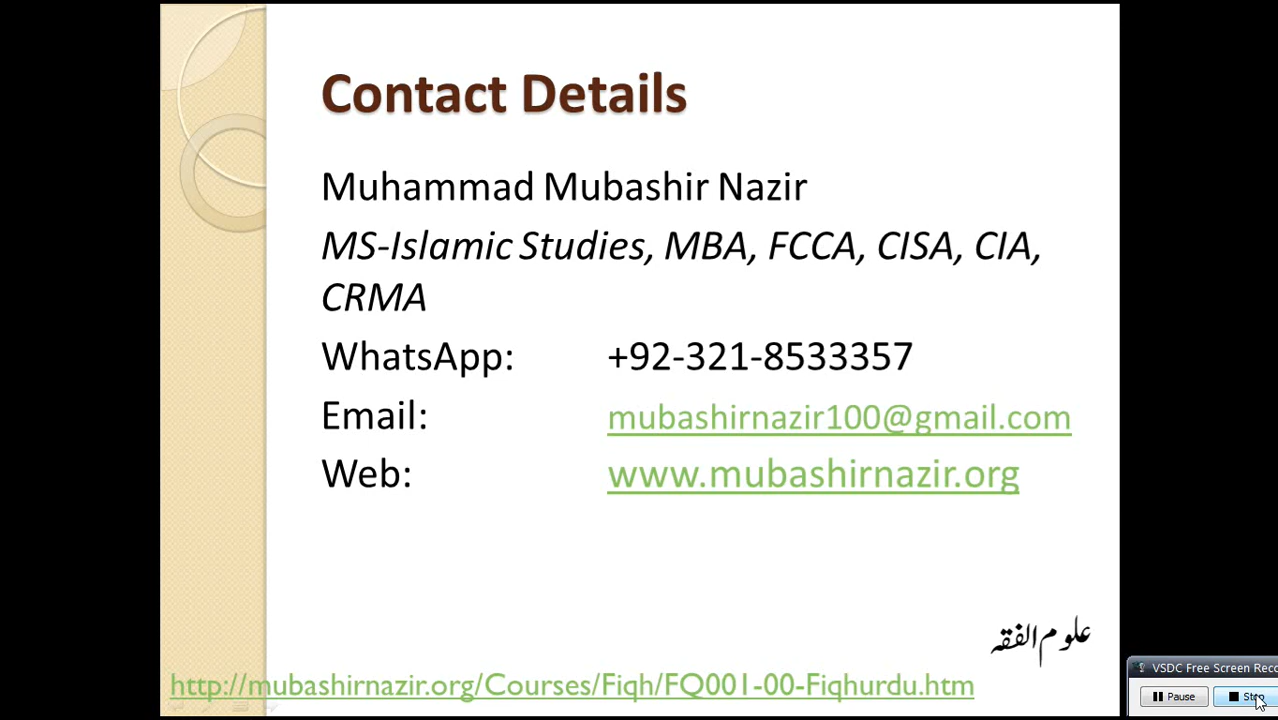 Contact Details
Muhammad Mubashir Nazir
MS-Islamic Studies, MBA, FCCA, CISA, CIA,
CRMA
WhatsApp: +92-321-8533357
Email: mubashirnazir100@gmail.com
Web: www.mubashirnazir.org
علوم الفقہ
http://mubashirnazir.org/Courses/Fiqh/FQ001-00-Fiqhurdu.htm
VSDC Free Screen Reco
Pause Stop